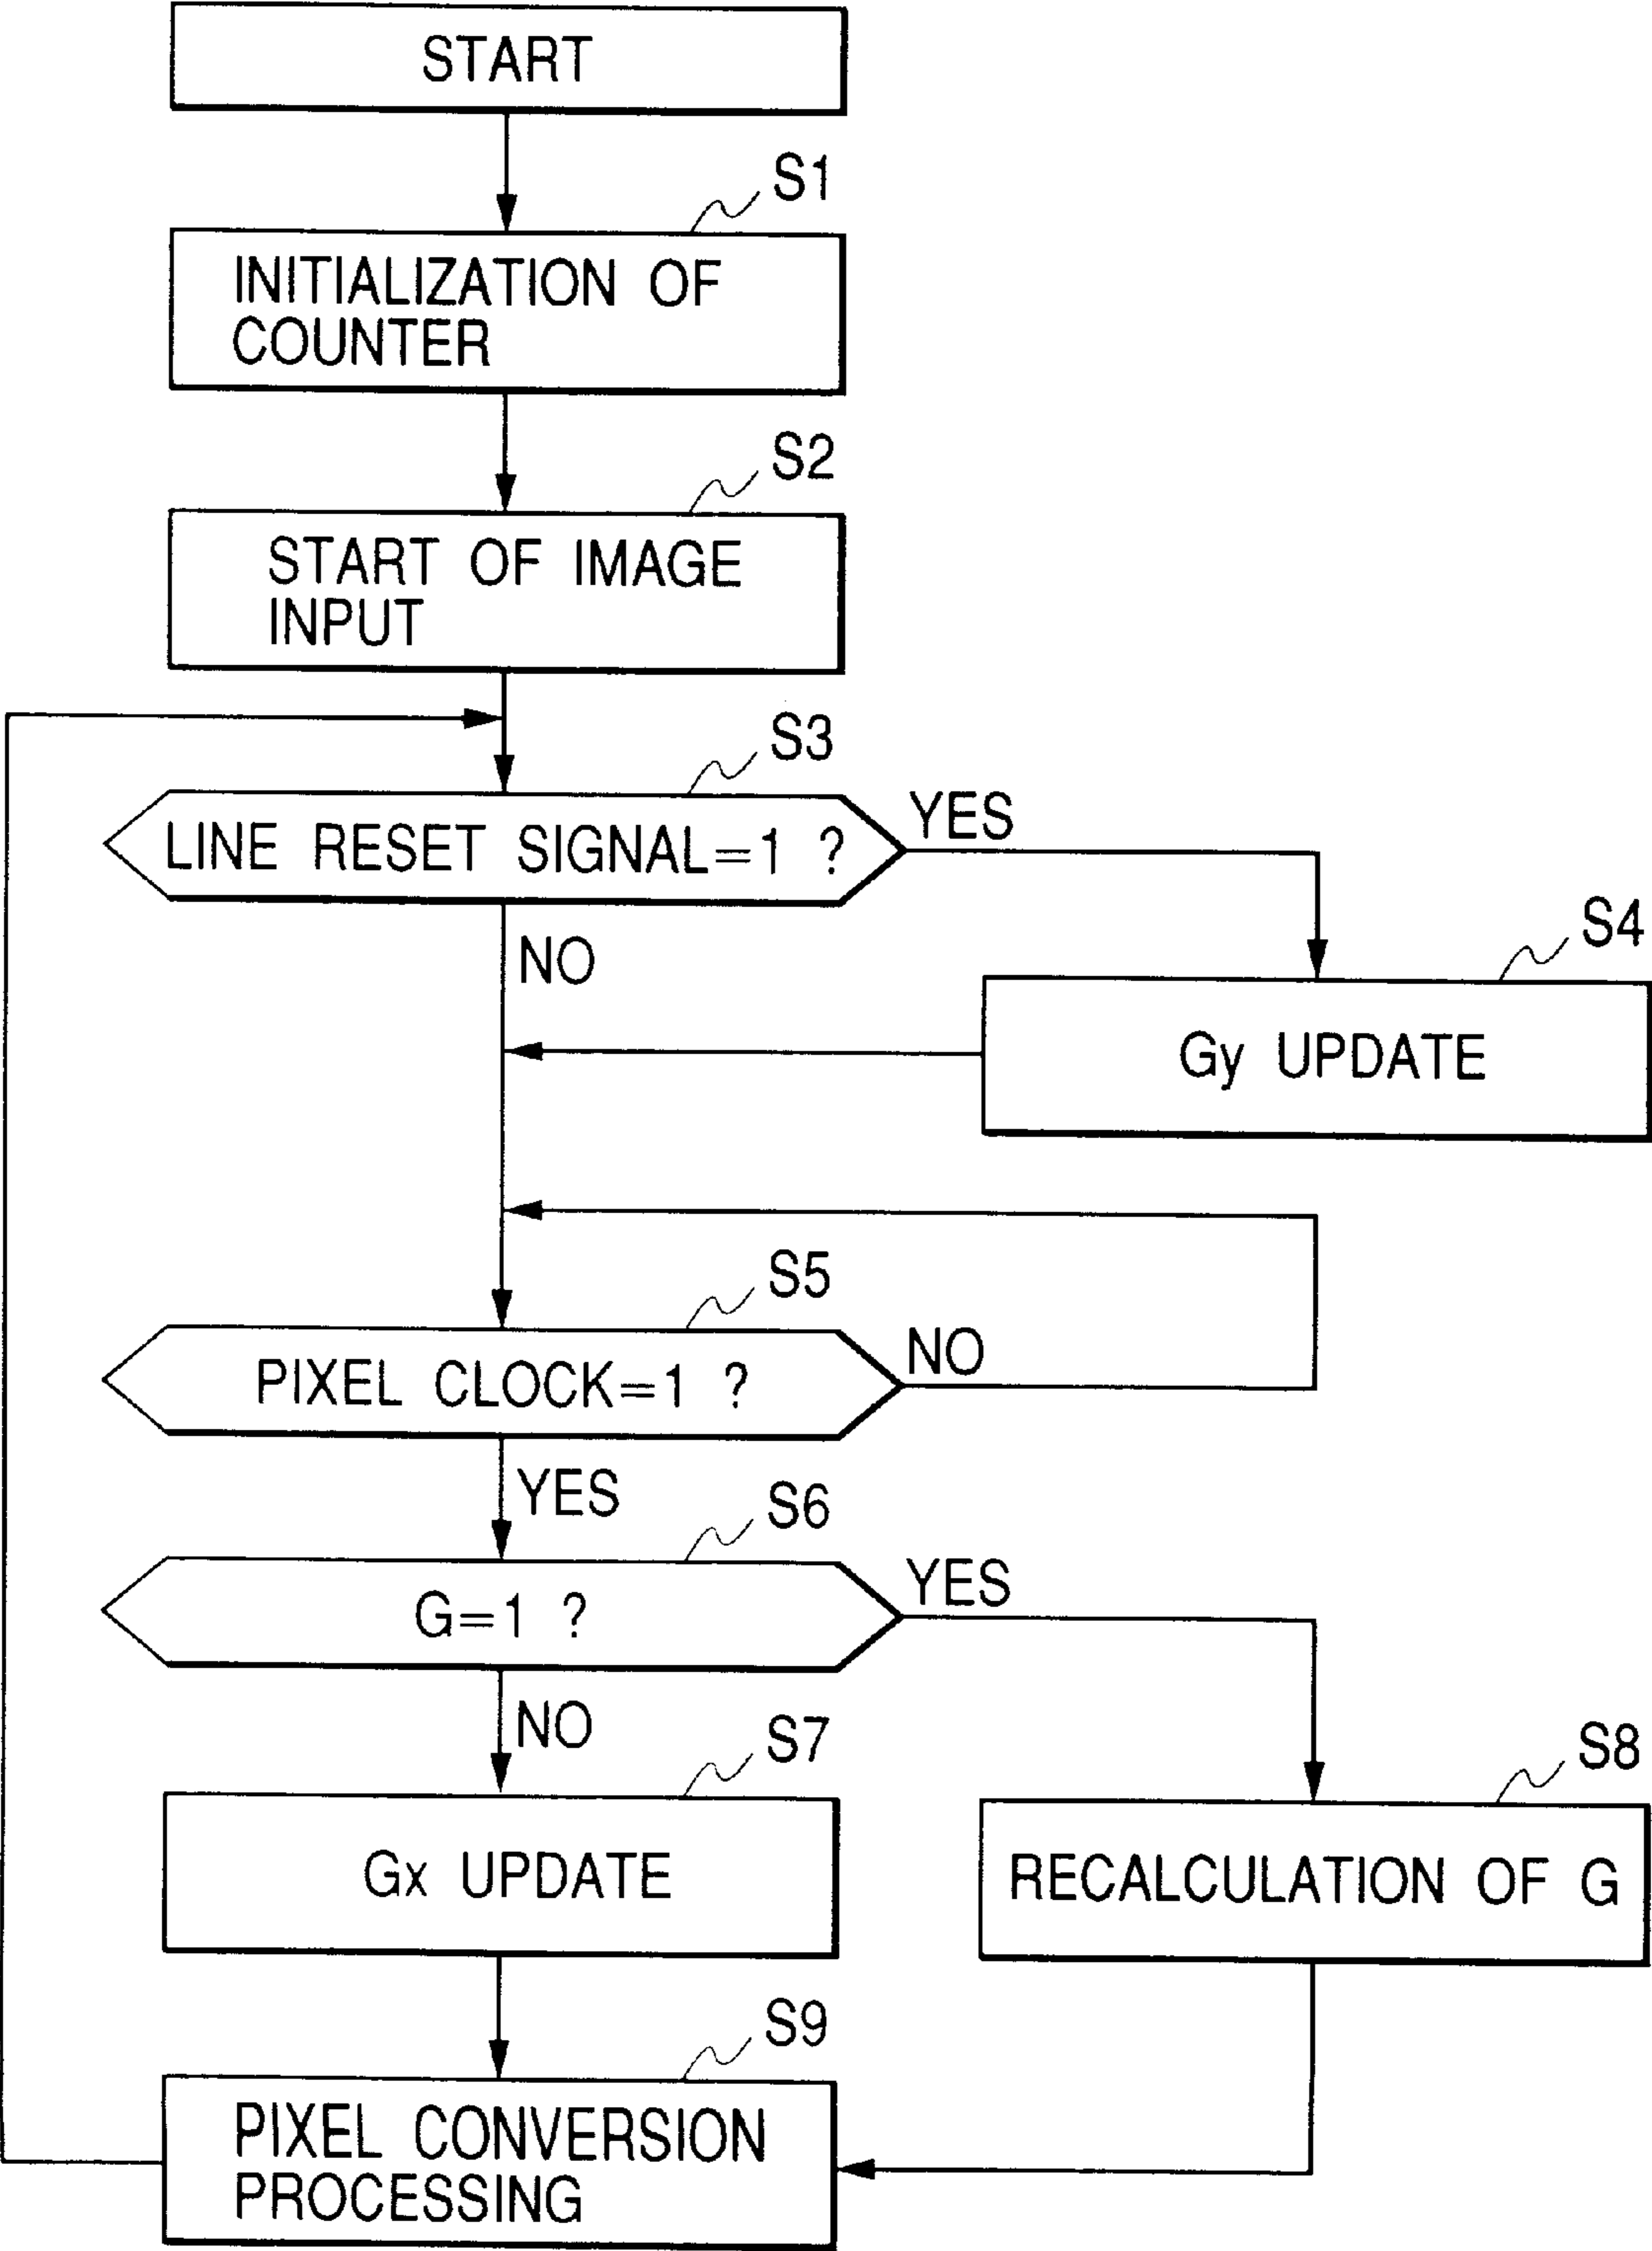 START
S1
INITIALIZATION OF
COUNTER
S2
START OF IMAGE
INPUT
S3
LINE RESET SIGNAL=1 ?
YES
NO
S4
Gy UPDATE
S5
PIXEL CLOCK=1 ?
NO
YES
S6
G=1 ?
YES
NO
S7
Gx UPDATE
S8
RECALCULATION OF G
S9
PIXEL CONVERSION
PROCESSING